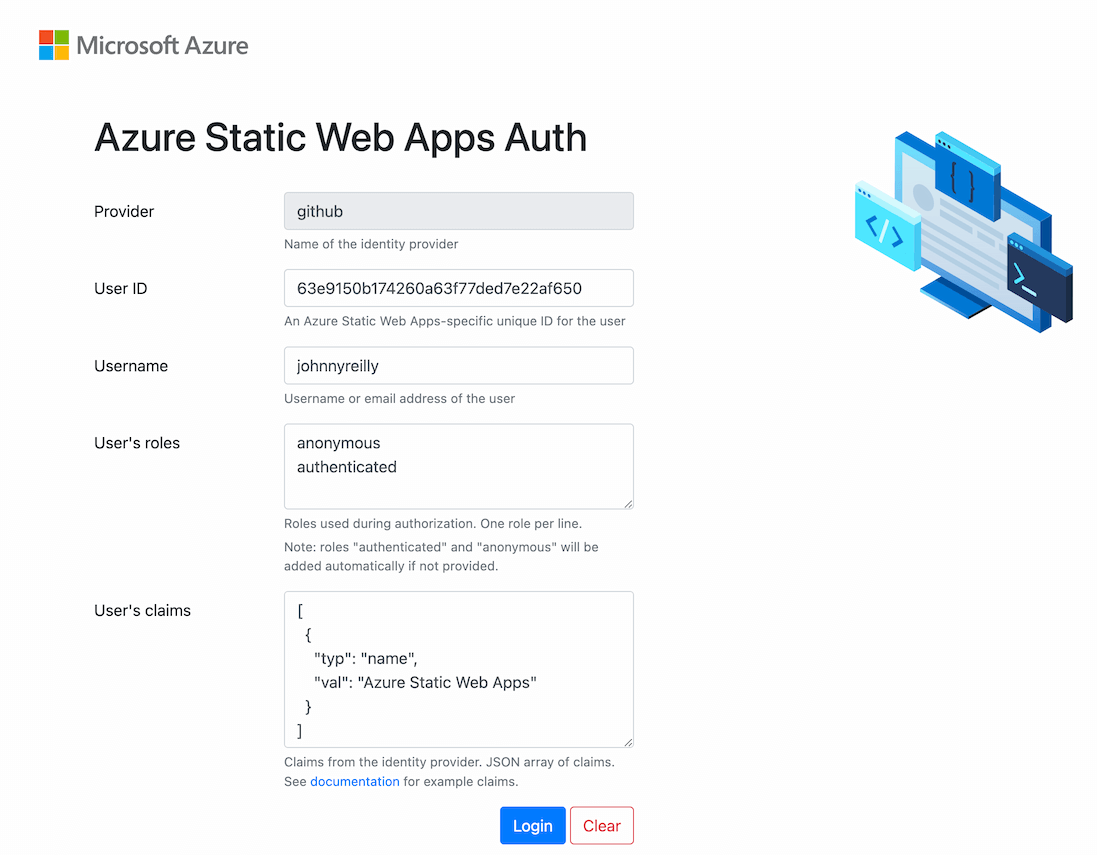 Microsoft Azure
Azure Static Web Apps Auth
Provider
github
Name of the identity provider
User ID
63e9150b174260a63f77ded7e22af650
An Azure Static Web Apps-specific unique ID for the user
Username
johnnyreilly
Username or email address of the user
User's roles
anonymous
authenticated
Roles used during authorization. One role per line.
Note: roles "authenticated" and "anonymous" will be
added automatically if not provided.
User's claims
[
{
"typ": "name",
"val": "Azure Static Web Apps"
}
]
Claims from the identity provider. JSON array of claims.
See documentation for example claims.
Login Clear
{ }
</>
>_